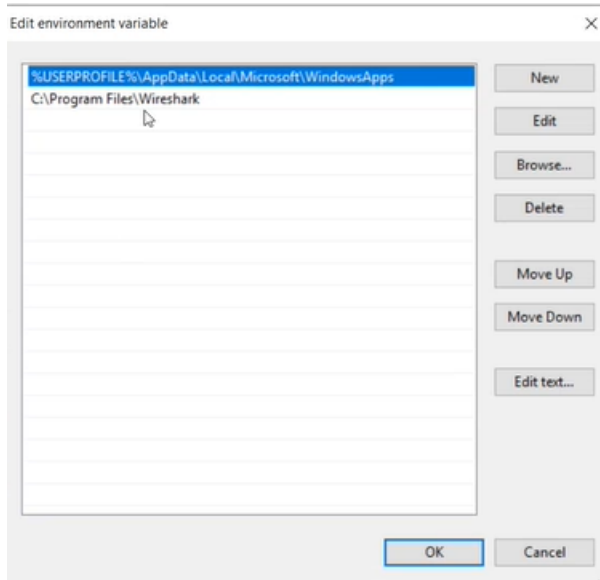 Edit environment variable
%USERPROFILE%\AppData\Local\Microsoft\WindowsApps
C:\Program Files\Wireshark
New
Edit
Browse...
Delete
Move Up
Move Down
Edit text...
OK
Cancel